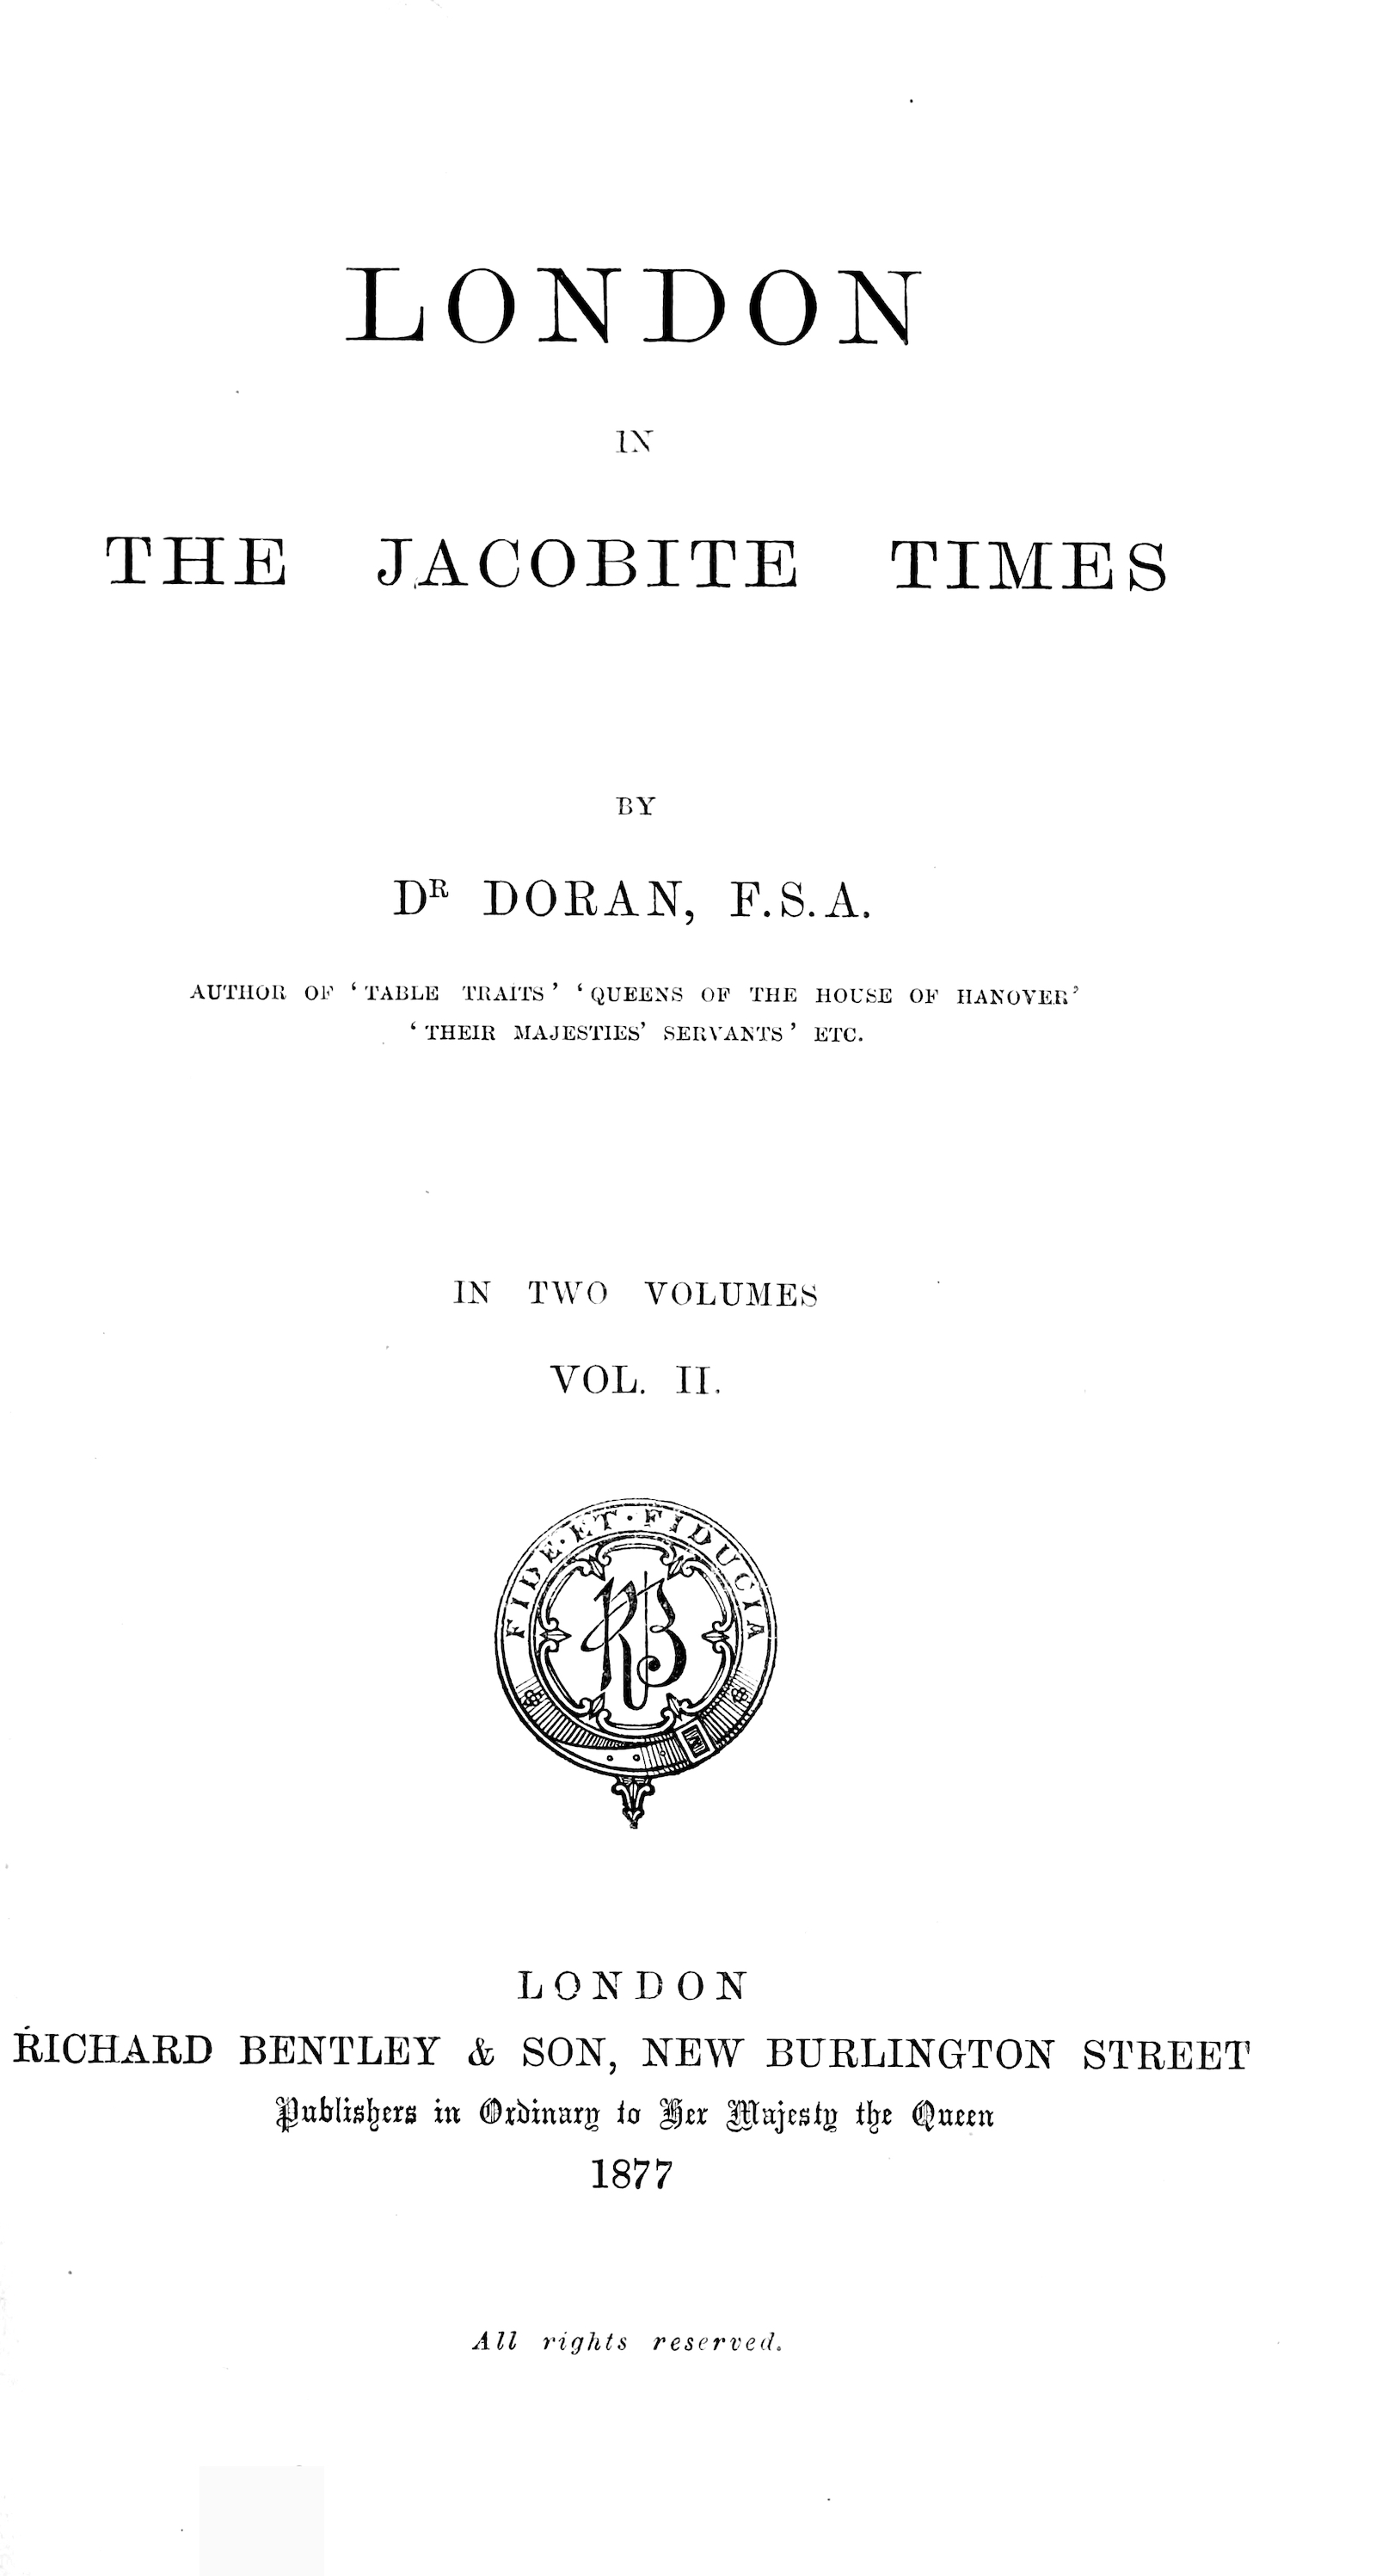 LONDON
IN
THE JACOBITE TIMES
BY
DR DORAN, F.S.A.
AUTHOR OF ‘TABLE TRAITS’ ‘QUEENS OF THE HOUSE OF HANOVER’
‘THEIR MAJESTIES’ SERVANTS’ ETC.
IN TWO VOLUMES
VOL. II.
FIDE·ET·FIDUCIA
RB
LONDON
RICHARD BENTLEY & SON, NEW BURLINGTON STREET
Publishers in Ordinary to Her Majesty the Queen
1877
All rights reserved.